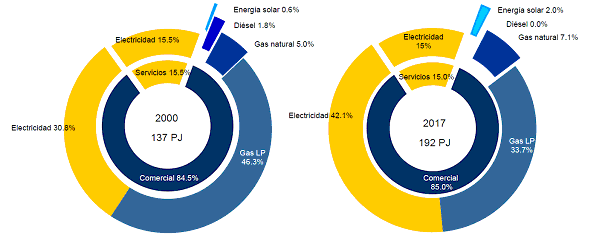 Energía solar 0.6%
Diésel 1.8%
Gas natural 5.0%
Electricidad 15.5%
Servicios 15.5%
Electricidad 30.8%
2000
137 PJ
Gas LP
46.3%
Comercial 84.5%
Energía solar 2.0%
Diésel 0.0%
Gas natural 7.1%
Electricidad
15%
Servicios 15.0%
Electricidad 42.1%
2017
192 PJ
Gas LP
33.7%
Comercial
85.0%